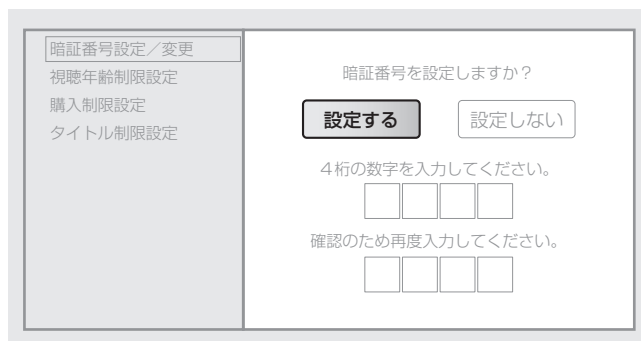 暗証番号設定／変更
視聴年齢制限設定
購入制限設定
タイトル制限設定
暗証番号を設定しますか？
設定する
設定しない
4桁の数字を入力してください。
確認のため再度入力してください。